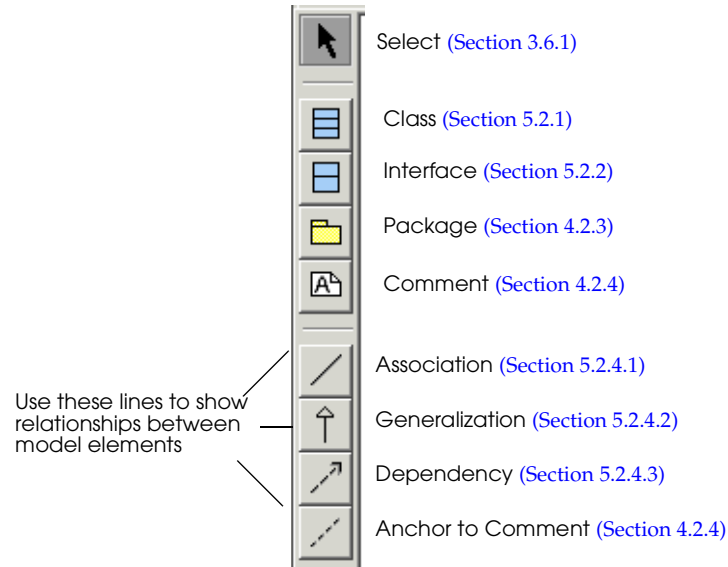 Select (Section 3.6.1)
Class (Section 5.2.1)
Interface (Section 5.2.2)
Package (Section 4.2.3)
A
Comment (Section 4.2.4)
Association (Section 5.2.4.1)
Use these lines to show
relationships between
model elements
Generalization (Section 5.2.4.2)
Dependency (Section 5.2.4.3)
Anchor to Comment (Section 4.2.4)